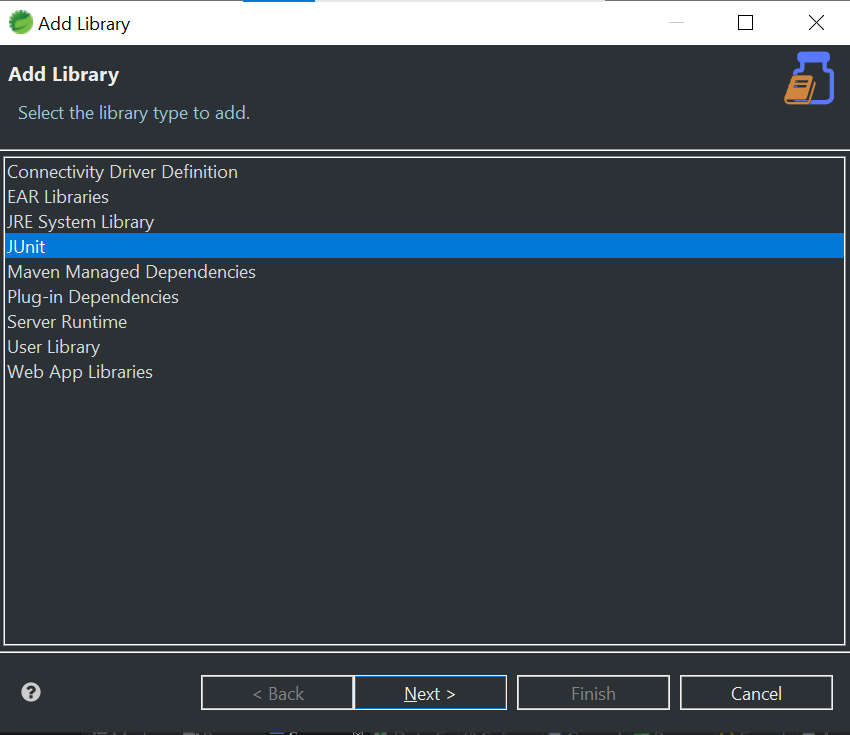 Add Library
Add Library
Select the library type to add.
Connectivity Driver Definition
EAR Libraries
JRE System Library
JUnit
Maven Managed Dependencies
Plug-in Dependencies
Server Runtime
User Library
Web App Libraries
?
< Back
Next >
Finish
Cancel